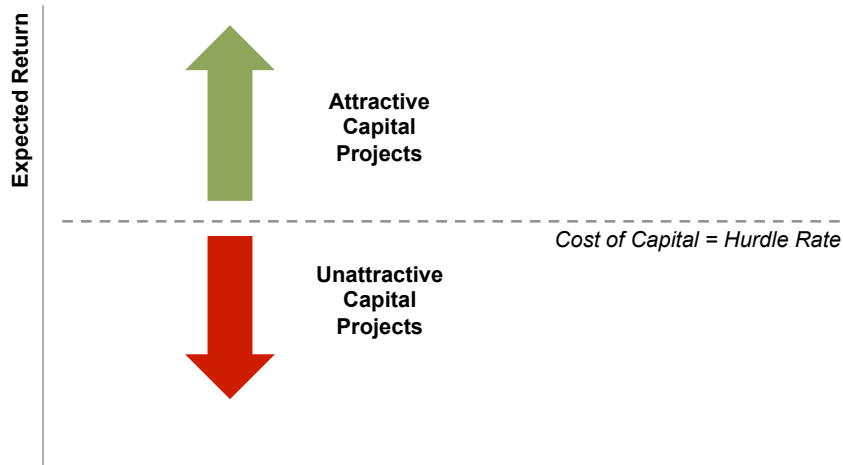 Expected Return
Attractive
Capital
Projects
Cost of Capital = Hurdle Rate
Unattractive
Capital
Projects